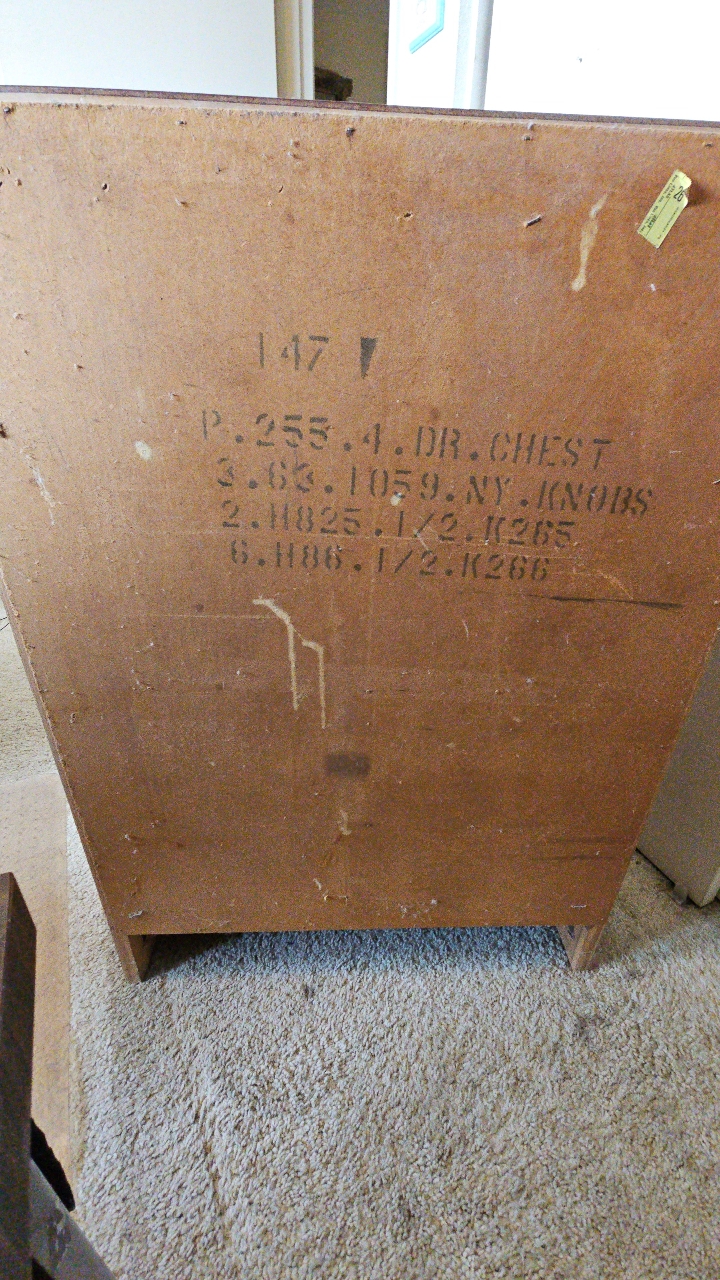 147
P.255.4.DR.CHEST
3.63.1059.NY.KNOBS
2.H825.1/2.K265
6.H86.1/2.K266